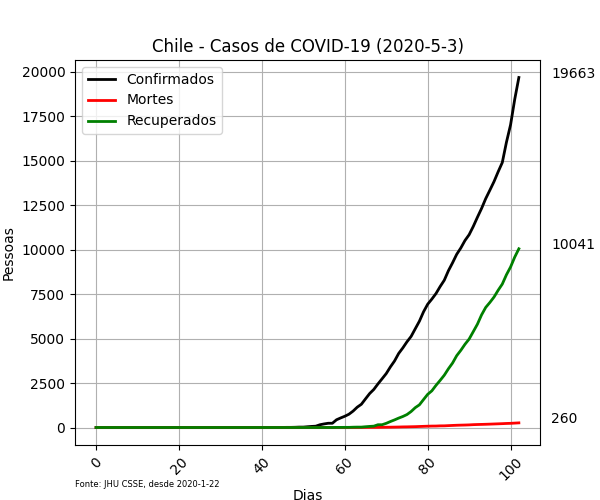 Chile - Casos de COVID-19 (2020-5-3)
Confirmados
Mortes
Recuperados
20000
17500
15000
12500
10000
7500
5000
2500
0
Pessoas
19663
10041
260
0
20
40
60
80
100
Fonte: JHU CSSE, desde 2020-1-22
Dias